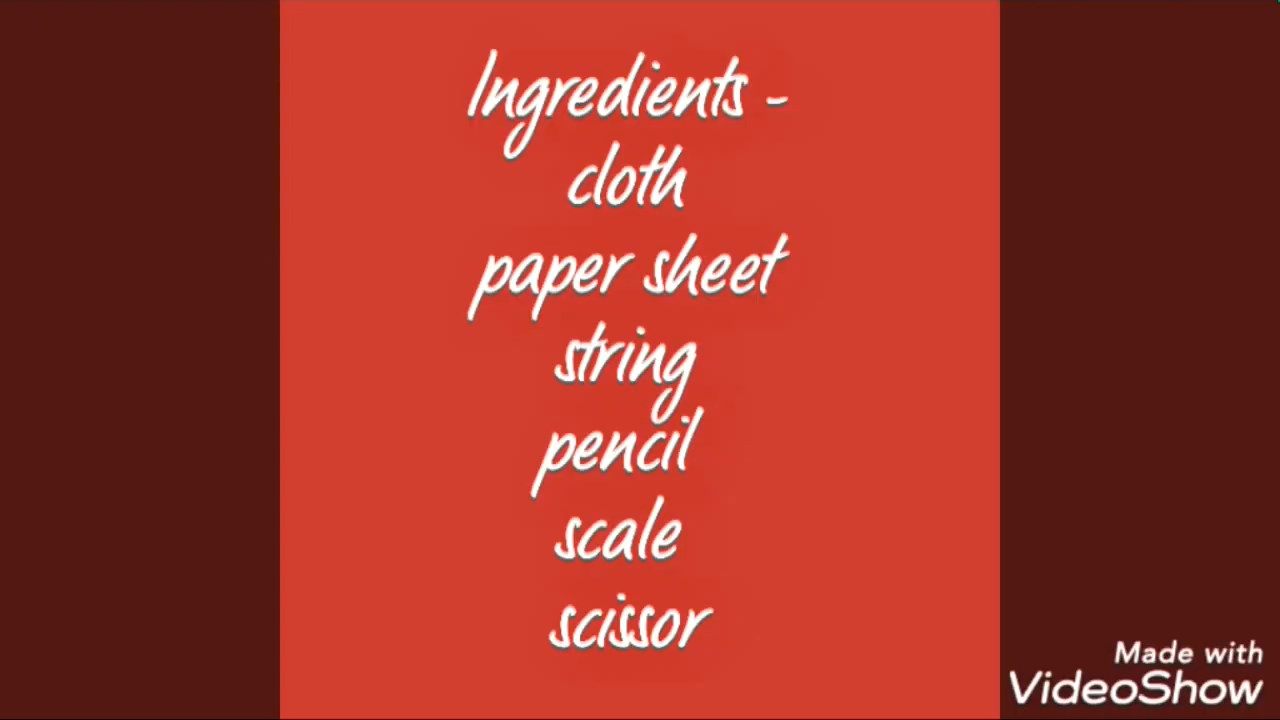 Ingredients -
cloth
paper sheet
string
pencil
scale
scissor
Made with
VideoShow